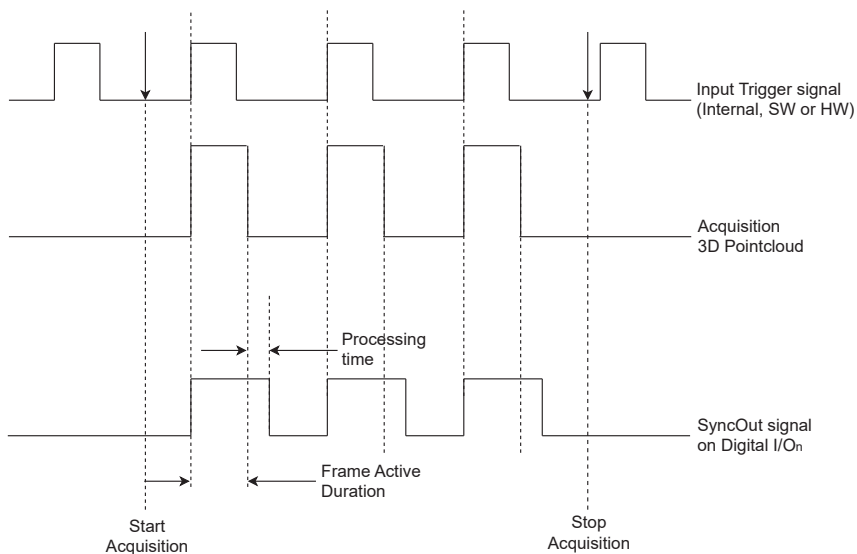 Input Trigger signal
(Internal, SW or HW)
Acquisition
3D Pointcloud
Processing
time
SyncOut signal
on Digital I/On
Frame Active
Duration
Start
Acquisition
Stop
Acquisition